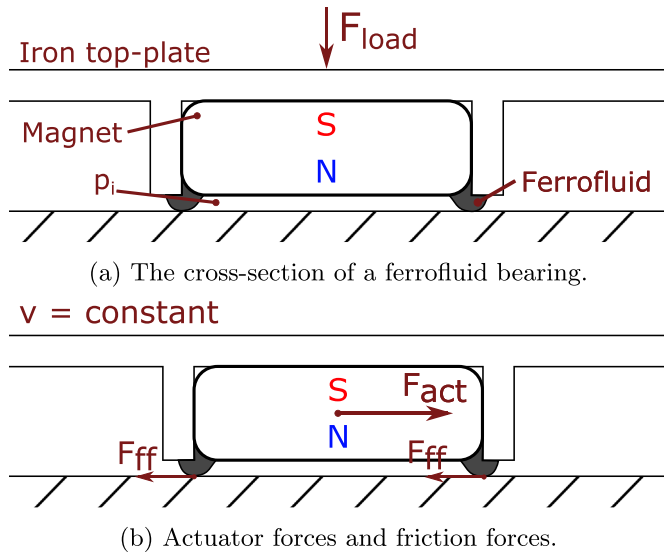 F_load
Iron top-plate
Magnet
S
N
p_i
Ferrofluid
(a) The cross-section of a ferrofluid bearing.
v = constant
S
F_act
N
F_ff
F_ff
(b) Actuator forces and friction forces.